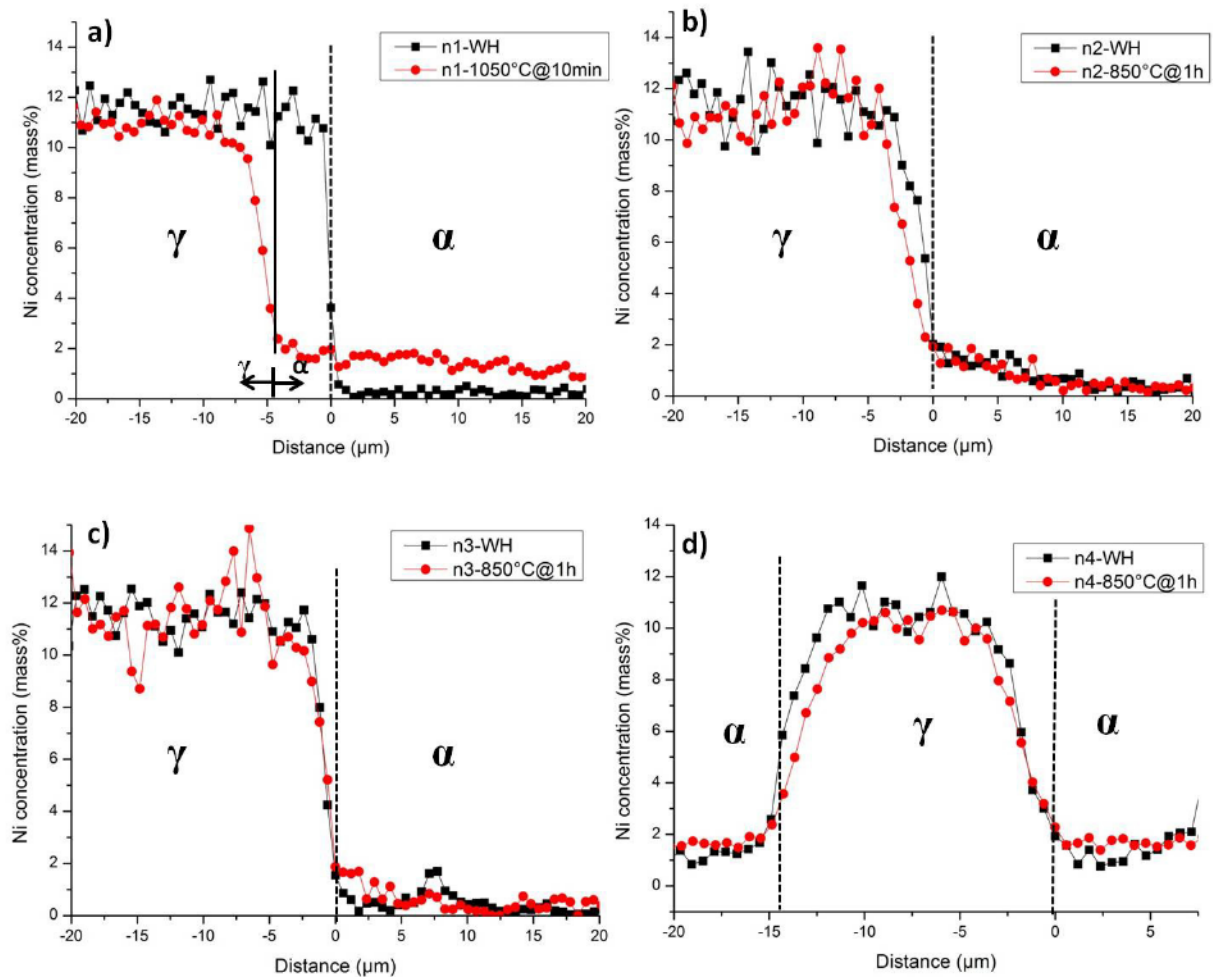 a)
n1-WH
n1-1050°C@10min
Ni concentration (mass%)
14
12
10
8
6
4
2
0
γ
α
γ
α
-20 -15 -10 -5 0 5 10 15 20
Distance (µm)
b)
n2-WH
n2-850°C@1h
Ni concentration (mass%)
14
12
10
8
6
4
2
0
γ
α
-20 -15 -10 -5 0 5 10 15 20
Distance (µm)
c)
n3-WH
n3-850°C@1h
Ni concentration (mass%)
14
12
10
8
6
4
2
0
γ
α
-20 -15 -10 -5 0 5 10 15 20
Distance (µm)
d)
n4-WH
n4-850°C@1h
Ni concentration (mass%)
14
12
10
8
6
4
2
0
α
γ
α
-20 -15 -10 -5 0 5
Distance (µm)